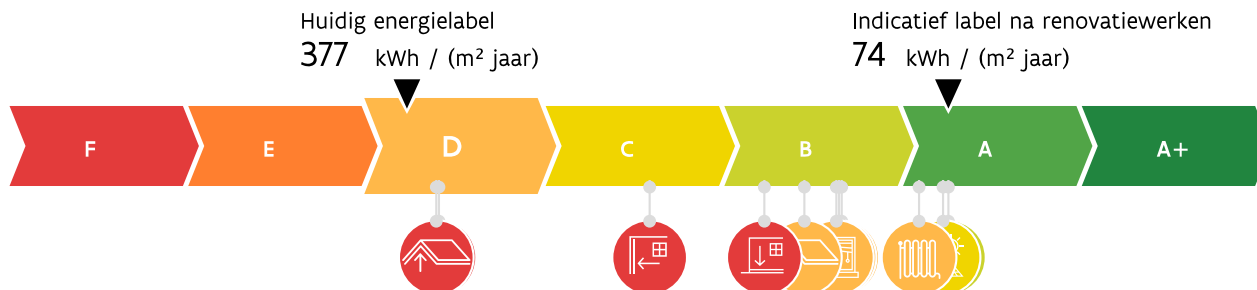 Huidig energielabel
377 kWh / (m² jaar)
Indicatief label na renovatiewerken
74 kWh / (m² jaar)
F E D C B A A+